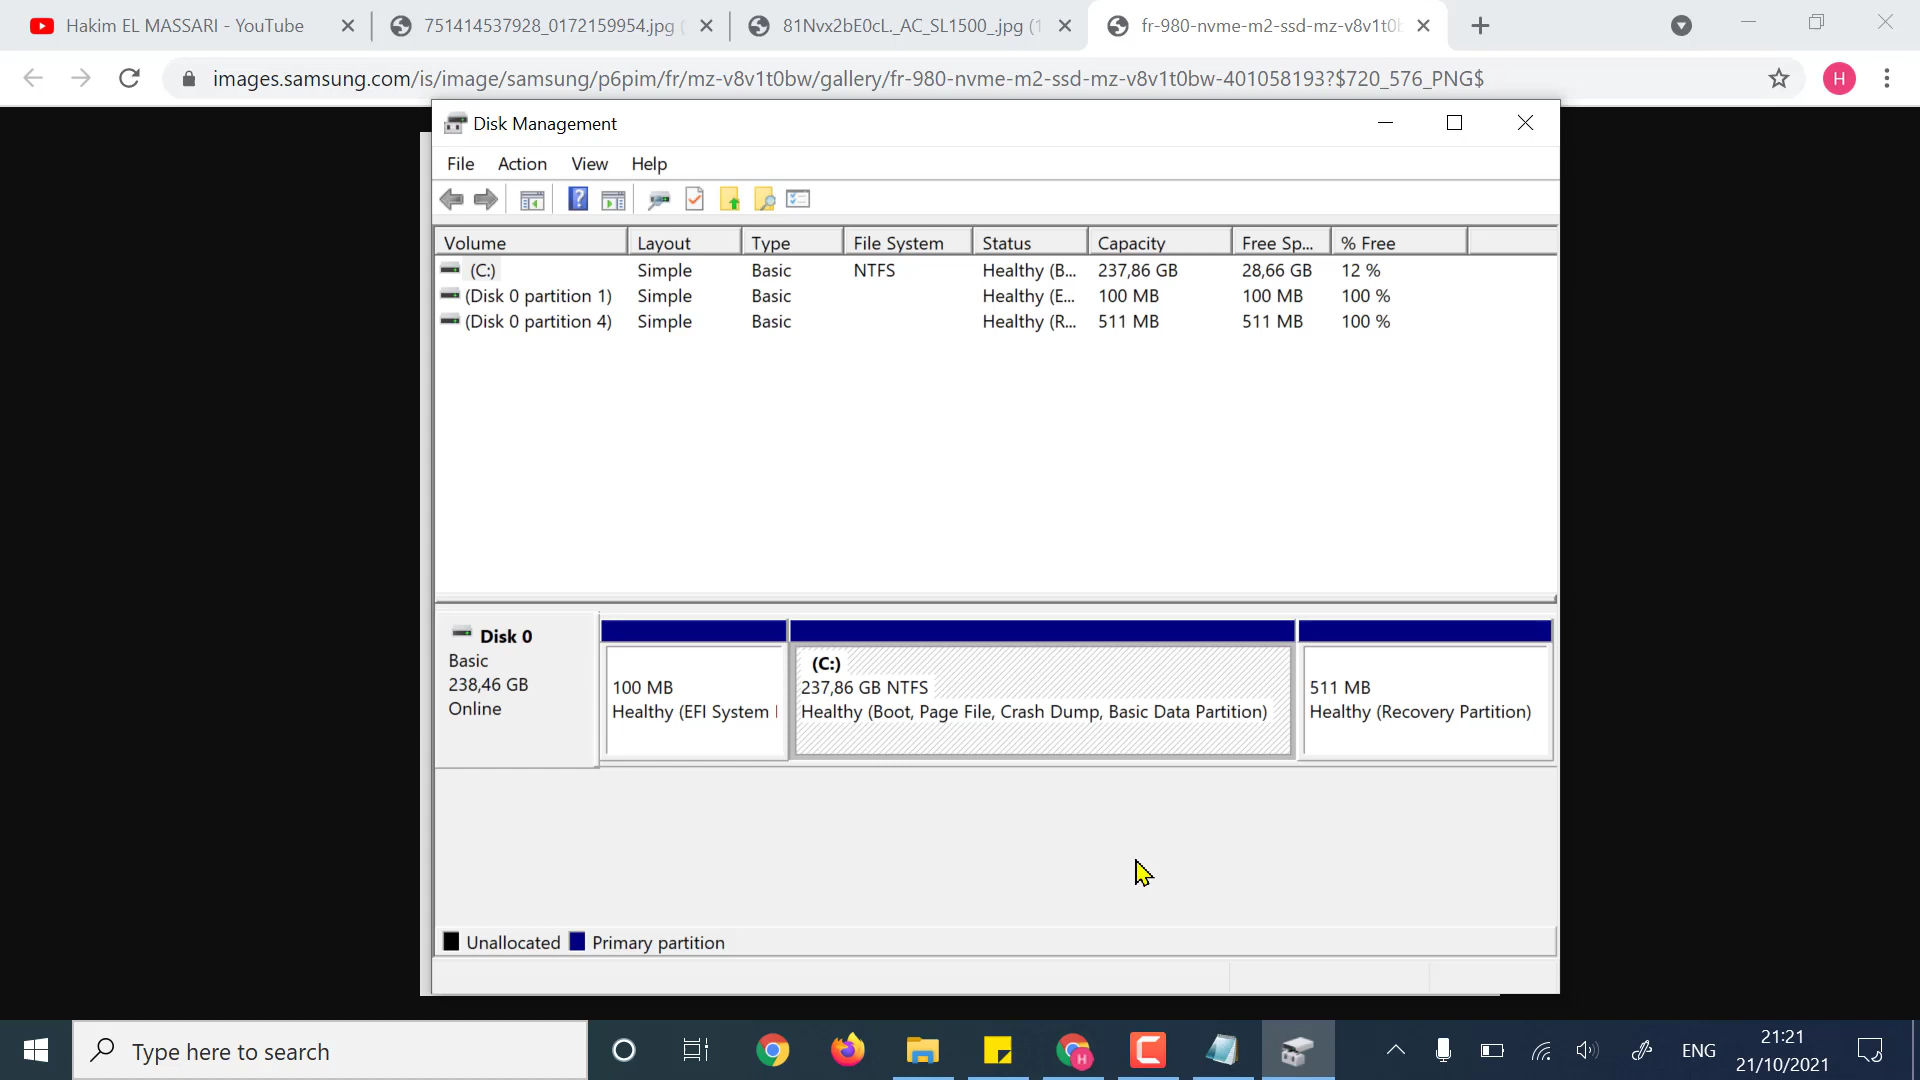 Hakim EL MASSARI - YouTube
751414537928_0172159954.jpg (
81Nvx2bE0cL._AC_SL1500_.jpg (1
fr-980-nvme-m2-ssd-mz-v8v1t0b
images.samsung.com/is/image/samsung/p6pim/fr/mz-v8v1t0bw/gallery/fr-980-nvme-m2-ssd-mz-v8v1t0bw-401058193?$720_576_PNG$
H
Disk Management
File Action View Help
Volume Layout Type File System Status Capacity Free Sp... % Free
(C:) Simple Basic NTFS Healthy (B... 237,86 GB 28,66 GB 12 %
(Disk 0 partition 1) Simple Basic Healthy (E... 100 MB 100 MB 100 %
(Disk 0 partition 4) Simple Basic Healthy (R... 511 MB 511 MB 100 %
Disk 0
Basic
238,46 GB
Online
100 MB
Healthy (EFI System
(C:)
237,86 GB NTFS
Healthy (Boot, Page File, Crash Dump, Basic Data Partition)
511 MB
Healthy (Recovery Partition)
Unallocated Primary partition
Type here to search
H
ENG
21:21
21/10/2021